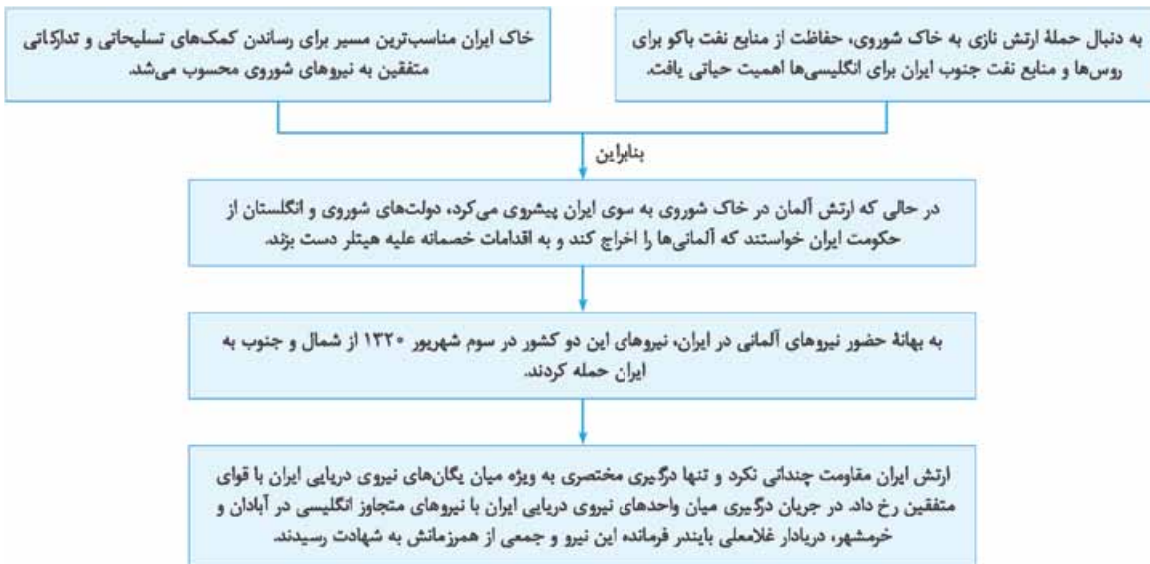 به دنبال حملهٔ ارتش نازی به خاک شوروی، حفاظت از منابع نفت باکو برای
روس‌ها و منابع نفت جنوب ایران برای انگلیسی‌ها اهمیت حیاتی یافت.
خاک ایران مناسب‌ترین مسیر برای رساندن کمک‌های تسلیحاتی و تدارکاتی
متفقین به نیروهای شوروی محسوب می‌شد.
بنابراین
در حالی که ارتش آلمان در خاک شوروی به سوی ایران پیشروی می‌کرد، دولت‌های شوروی و انگلستان از
حکومت ایران خواستند که آلمانی‌ها را اخراج کند و به اقدامات خصمانه علیه هیتلر دست بزند.
به بهانهٔ حضور نیروهای آلمانی در ایران، نیروهای این دو کشور در سوم شهریور ۱۳۲۰ از شمال و جنوب به
ایران حمله کردند.
ارتش ایران مقاومت چندانی نکرد و تنها درگیری مختصری به ویژه میان یگان‌های نیروی دریایی ایران با قوای
متفقین رخ داد. در جریان درگیری میان واحدهای نیروی دریایی ایران با نیروهای متجاوز انگلیسی در آبادان و
خرمشهر، دریادار غلامعلی بایندر فرمانده این نیرو و جمعی از همرزمانش به شهادت رسیدند.